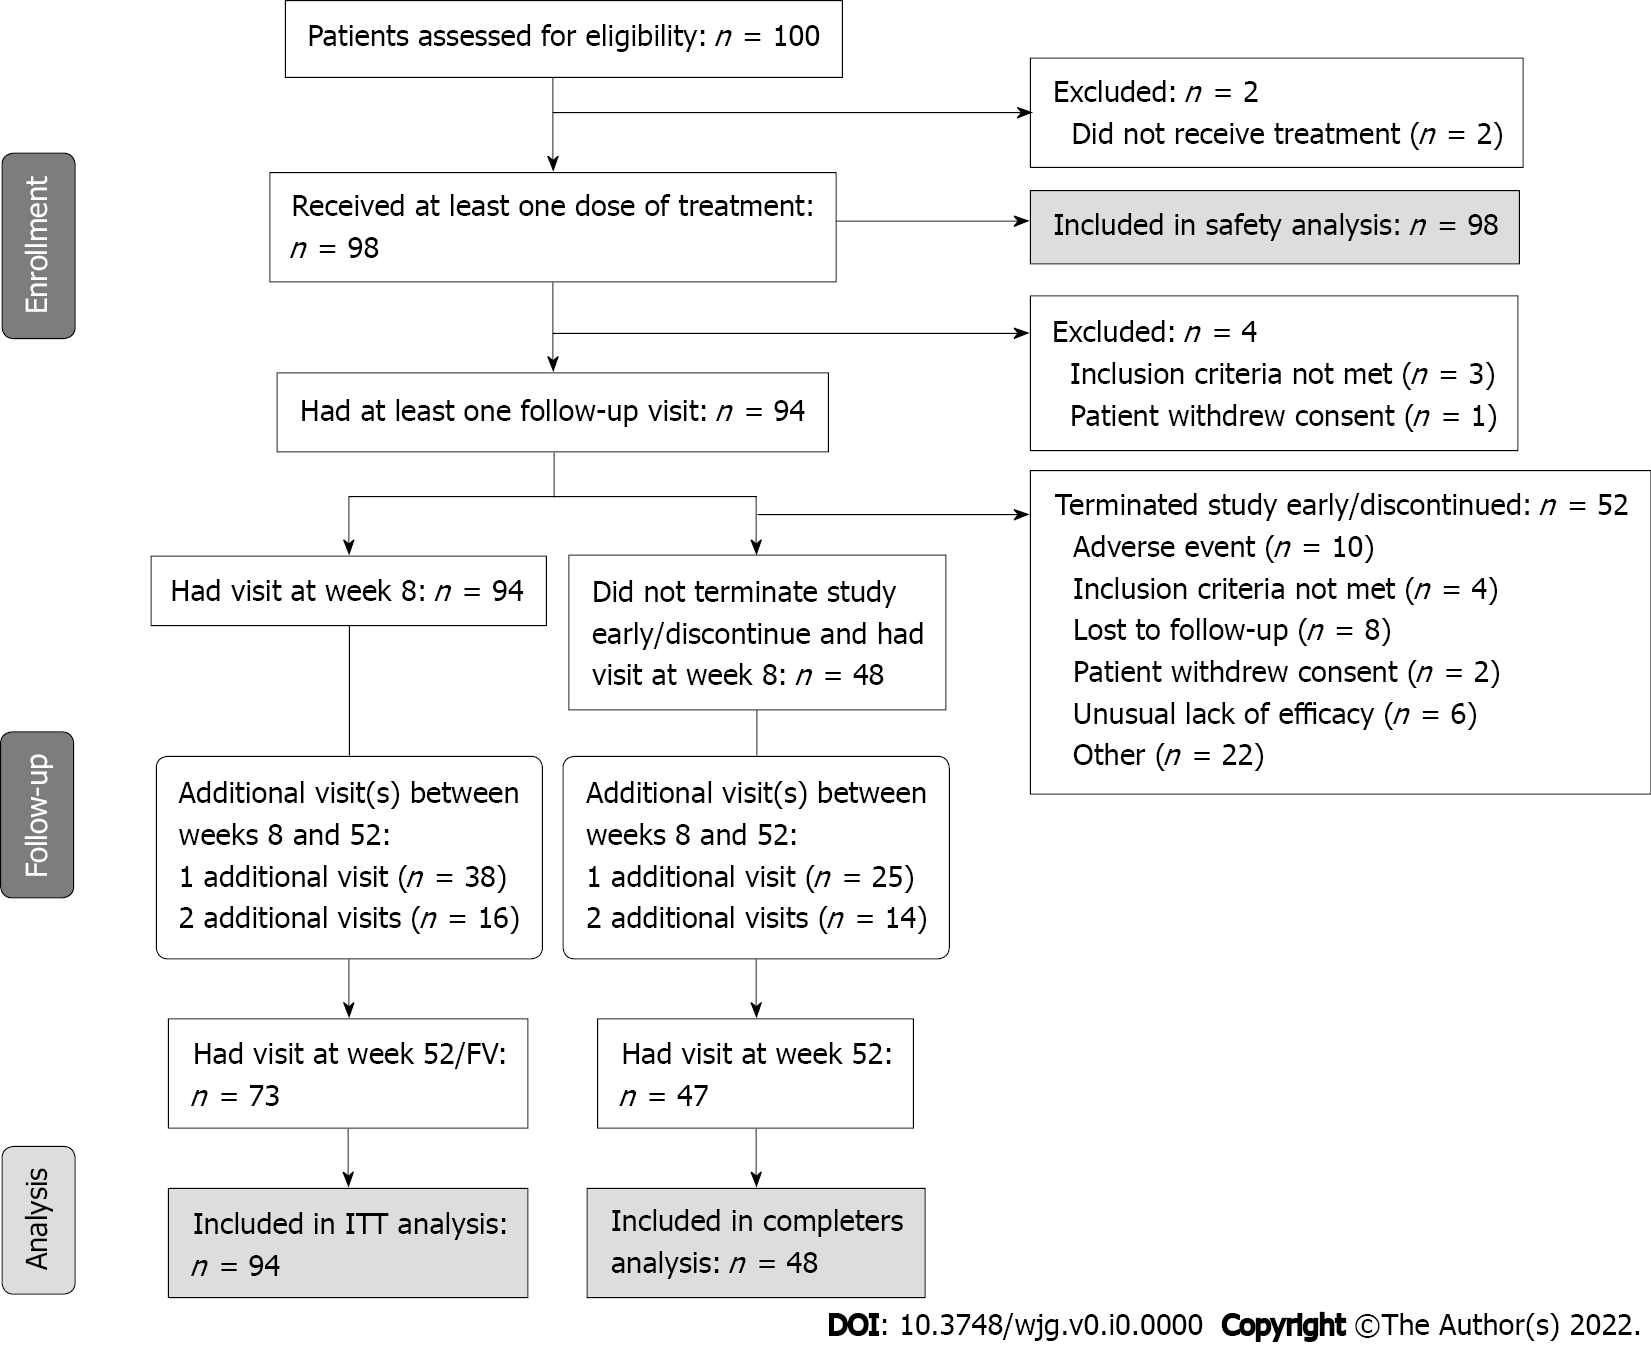 Patients assessed for eligibility: n = 100
Excluded: n = 2
Did not receive treatment (n = 2)
Enrollment
Received at least one dose of treatment:
n = 98
Included in safety analysis: n = 98
Excluded: n = 4
Inclusion criteria not met (n = 3)
Patient withdrew consent (n = 1)
Had at least one follow-up visit: n = 94
Terminated study early/discontinued: n = 52
Adverse event (n = 10)
Inclusion criteria not met (n = 4)
Lost to follow-up (n = 8)
Patient withdrew consent (n = 2)
Unusual lack of efficacy (n = 6)
Other (n = 22)
Had visit at week 8: n = 94
Did not terminate study
early/discontinue and had
visit at week 8: n = 48
Follow-up
Additional visit(s) between
weeks 8 and 52:
1 additional visit (n = 38)
2 additional visits (n = 16)
Additional visit(s) between
weeks 8 and 52:
1 additional visit (n = 25)
2 additional visits (n = 14)
Had visit at week 52/FV:
n = 73
Had visit at week 52:
n = 47
Analysis
Included in ITT analysis:
n = 94
Included in completers
analysis: n = 48
DOI: 10.3748/wjg.v0.i0.0000 Copyright ©The Author(s) 2022.